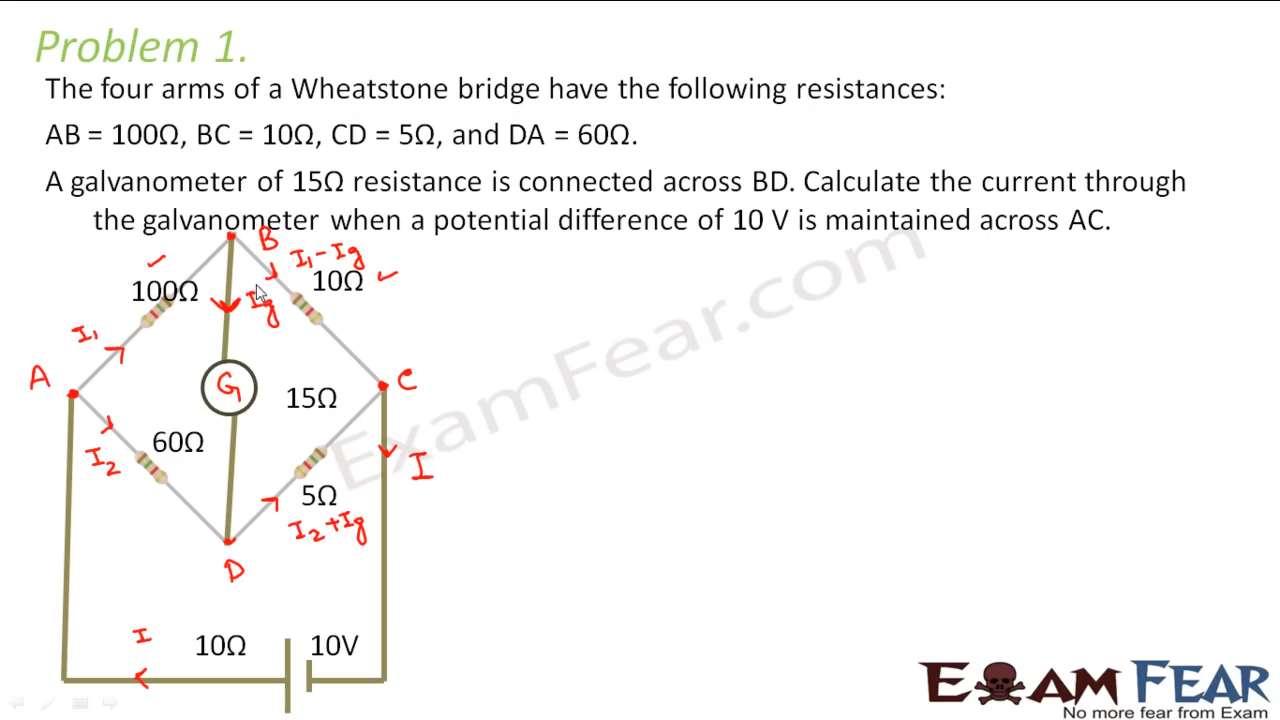 Problem 1.
The four arms of a Wheatstone bridge have the following resistances:
AB = 100Ω, BC = 10Ω, CD = 5Ω, and DA = 60Ω.
A galvanometer of 15Ω resistance is connected across BD. Calculate the current through
the galvanometer when a potential difference of 10 V is maintained across AC.
B
I₁ - Ig
100Ω
10Ω
Ig
I₁
A
G
15Ω
C
60Ω
I₂
I
5Ω
I₂ + Ig
D
I
10Ω
10V
ExamFear.com
EXAM FEAR
No more fear from Exam